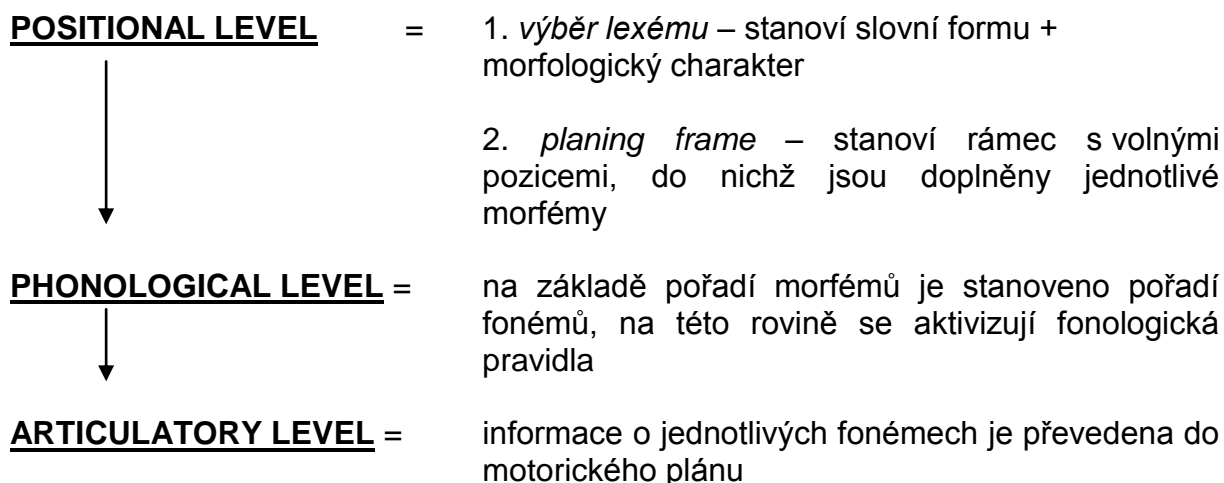 POSITIONAL LEVEL = 1. výběr lexému – stanoví slovní formu +
morfologický charakter
2. planing frame – stanoví rámec s volnými
pozicemi, do nichž jsou doplněny jednotlivé
morfémy
PHONOLOGICAL LEVEL = na základě pořadí morfémů je stanoveno pořadí
fonémů, na této rovině se aktivizují fonologická
pravidla
ARTICULATORY LEVEL = informace o jednotlivých fonémech je převedena do
motorického plánu